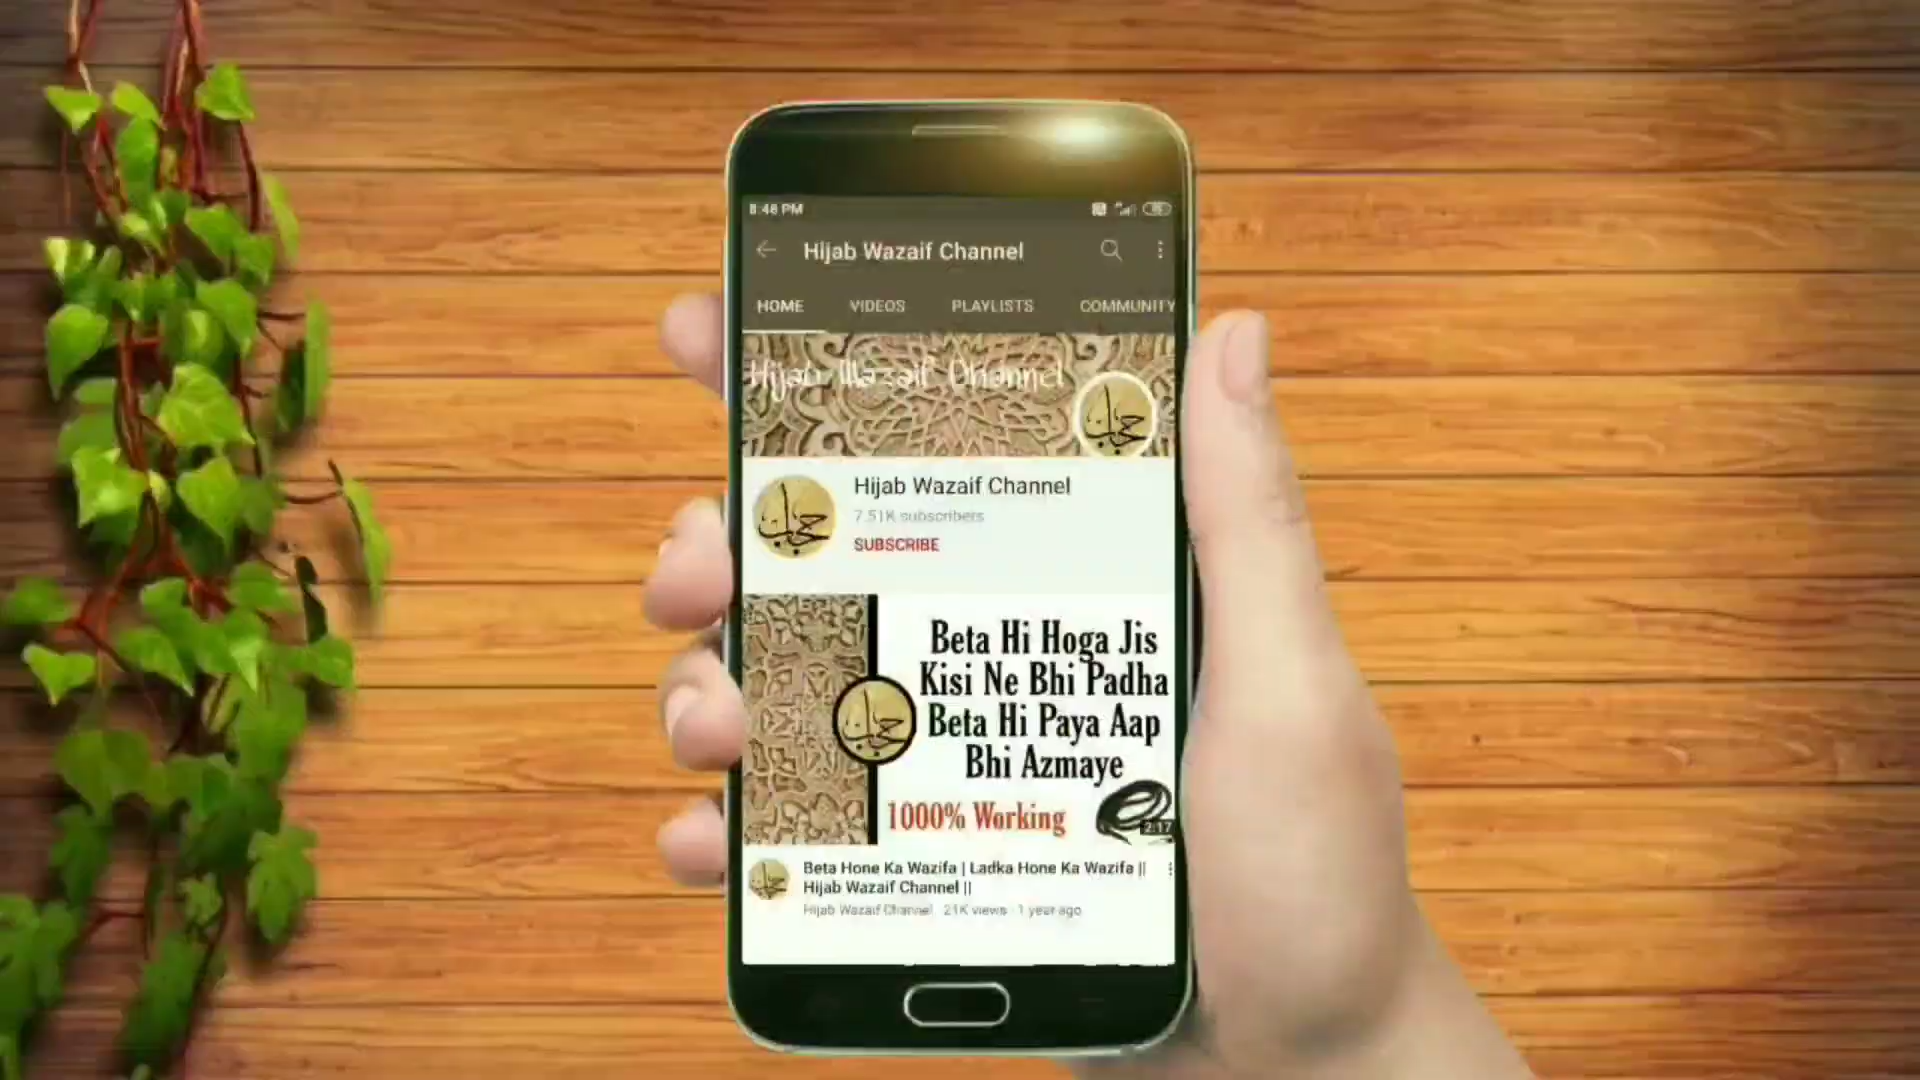 8:48 PM
Hijab Wazaif Channel
HOME VIDEOS PLAYLISTS COMMUNITY
Hijab Wazaif Channel
حجاب
حجاب
Hijab Wazaif Channel
7.51K subscribers
SUBSCRIBE
Beta Hi Hoga Jis
Kisi Ne Bhi Padha
Beta Hi Paya Aap
Bhi Azmaye
حجاب
1000% Working
2:17
Beta Hone Ka Wazifa | Ladka Hone Ka Wazifa ||
Hijab Wazaif Channel ||
Hijab Wazaif Channel · 21K views · 1 year ago